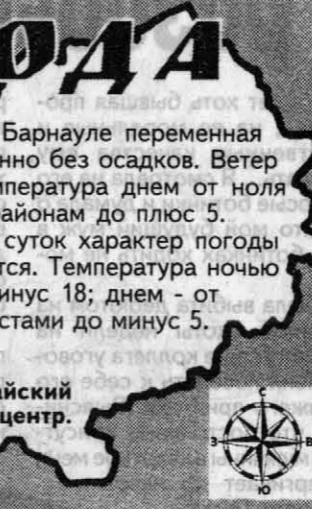 ОДА
Барнауле переменная
нно без осадков. Ветер
мпература днем от ноля
айонам до плюс 5.
суток характер погоды
тся. Температура ночью
инус 18; днем - от
стами до минус 5.
айский
центр.
С
З В
Ю